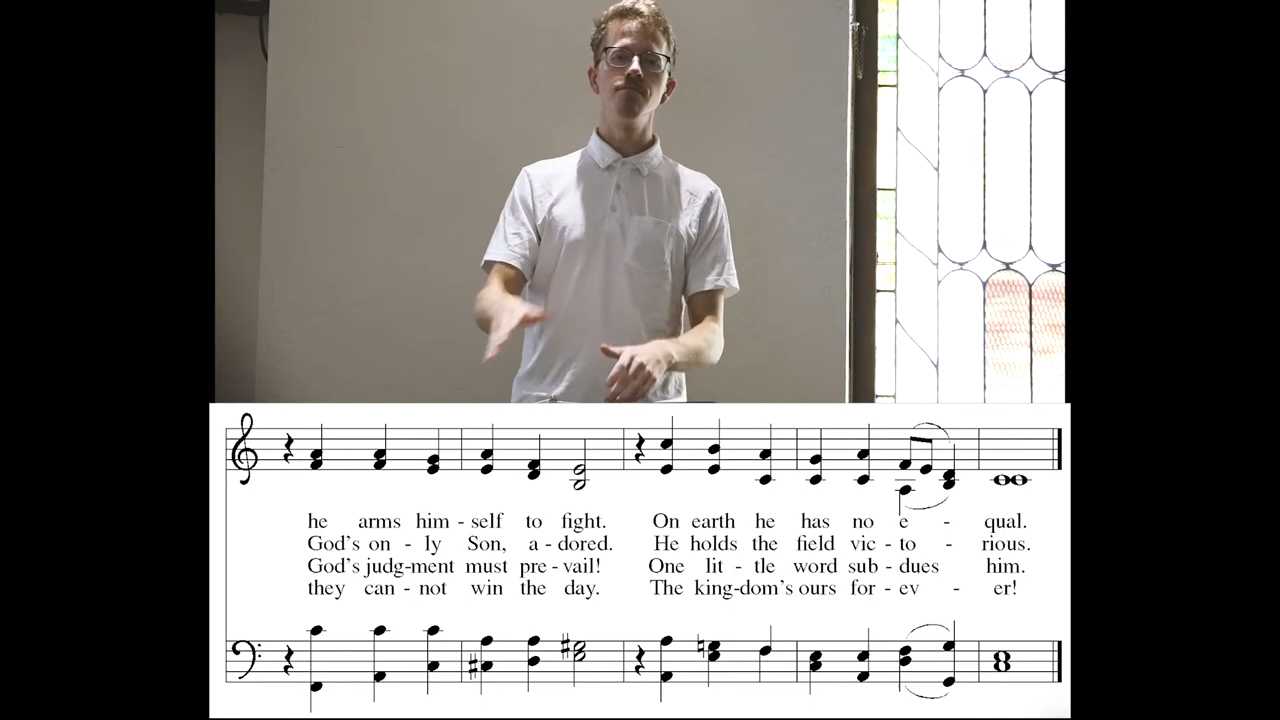 he arms him - self to fight. On earth he has no e - qual.
God's on - ly Son, a - dored. He holds the field vic - to - rious.
God's judg-ment must pre - vail! One lit - tle word sub - dues him.
they can - not win the day. The king-dom's ours for - ev - er!